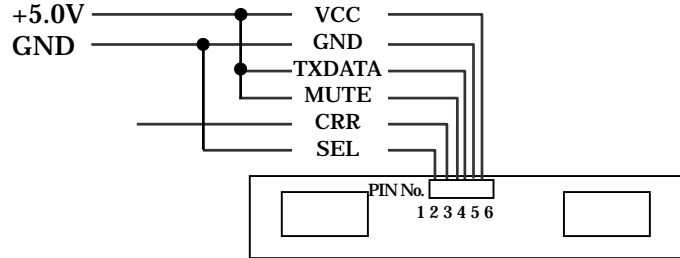 +5.0V VCC
GND GND
TXDATA
MUTE
CRR
SEL
PIN No.
1 2 3 4 5 6